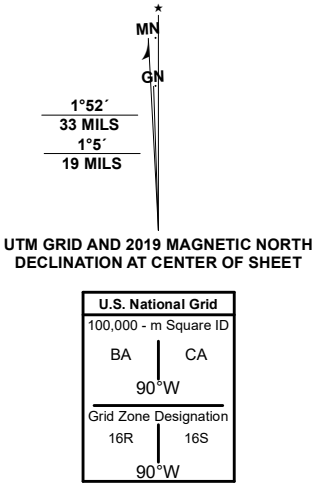 ★
MN
GN
1°52´
33 MILS
1°5´
19 MILS
UTM GRID AND 2019 MAGNETIC NORTH
DECLINATION AT CENTER OF SHEET
U.S. National Grid
100,000 - m Square ID
BA CA
90°W
Grid Zone Designation
16R 16S
90°W